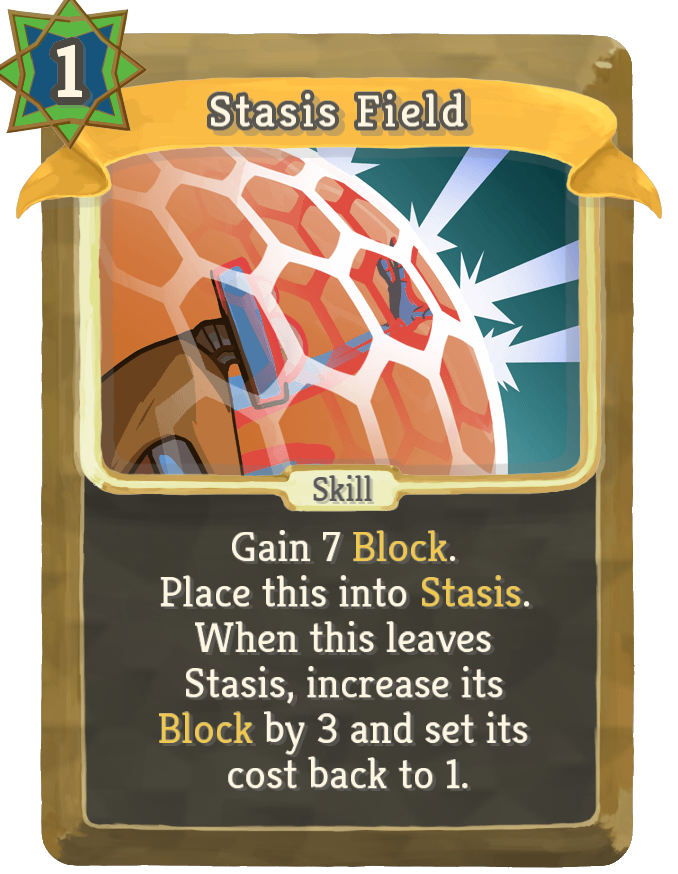 1
Stasis Field
Skill
Gain 7 Block.
Place this into Stasis.
When this leaves
Stasis, increase its
Block by 3 and set its
cost back to 1.